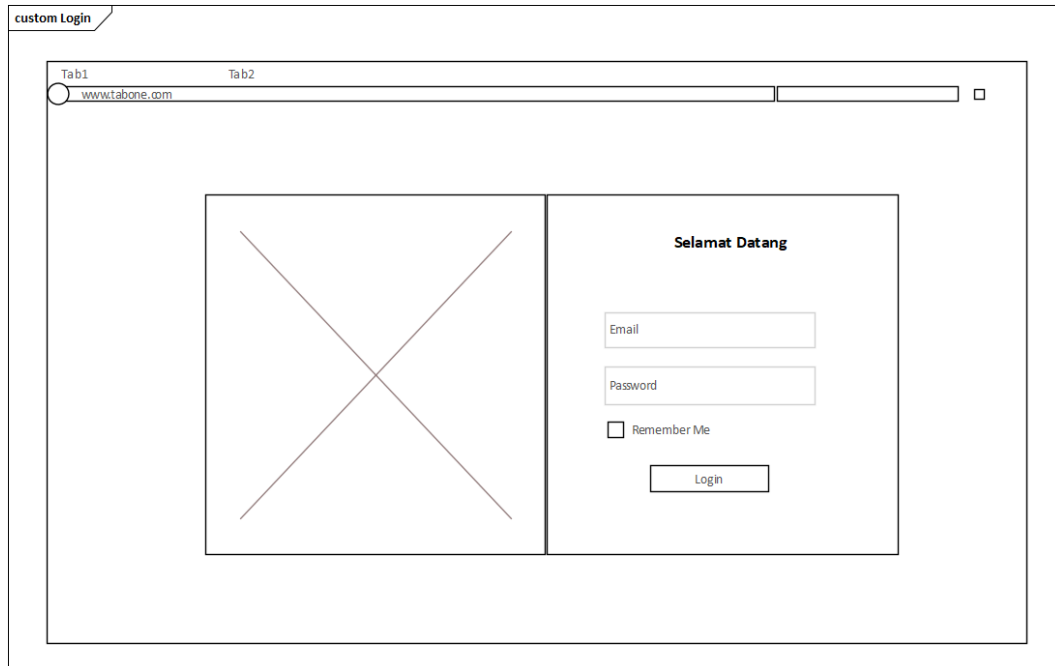 custom Login
Tab1 Tab2
www.tabone.com
Selamat Datang
Email
Password
Remember Me
Login